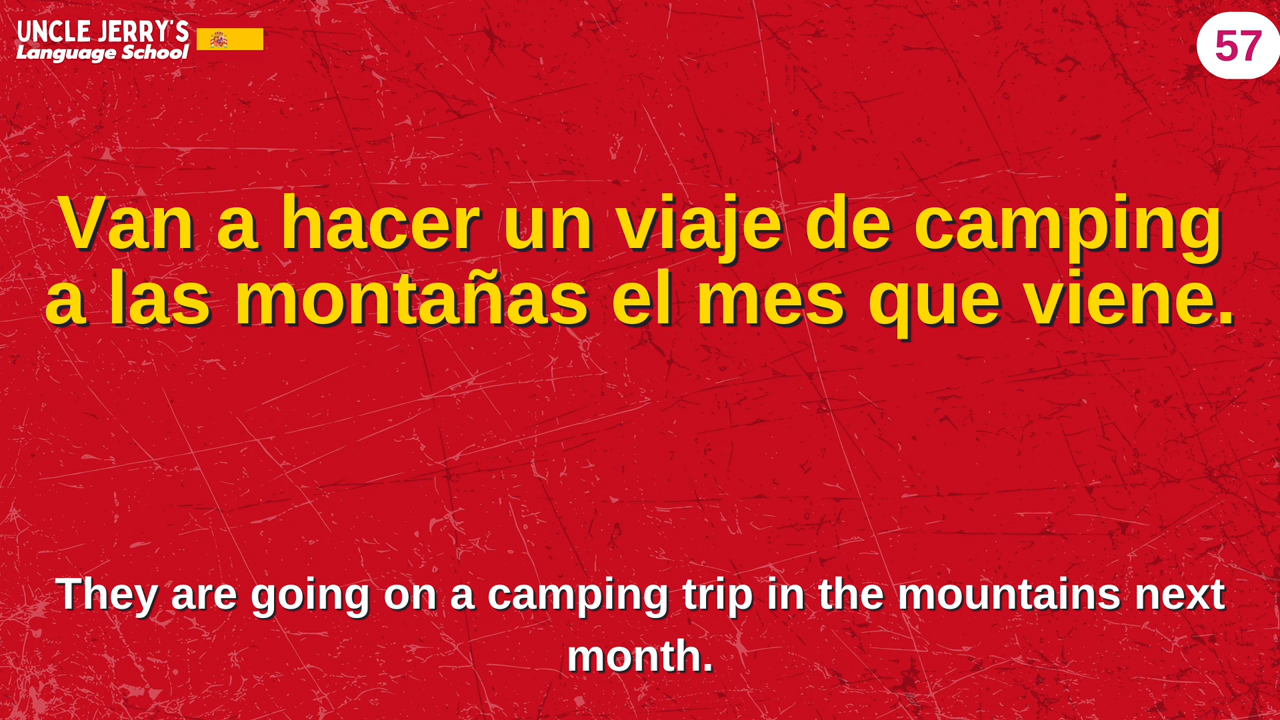 UNCLE JERRY'S
Language School
57
Van a hacer un viaje de camping
a las montañas el mes que viene.
They are going on a camping trip in the mountains next
month.